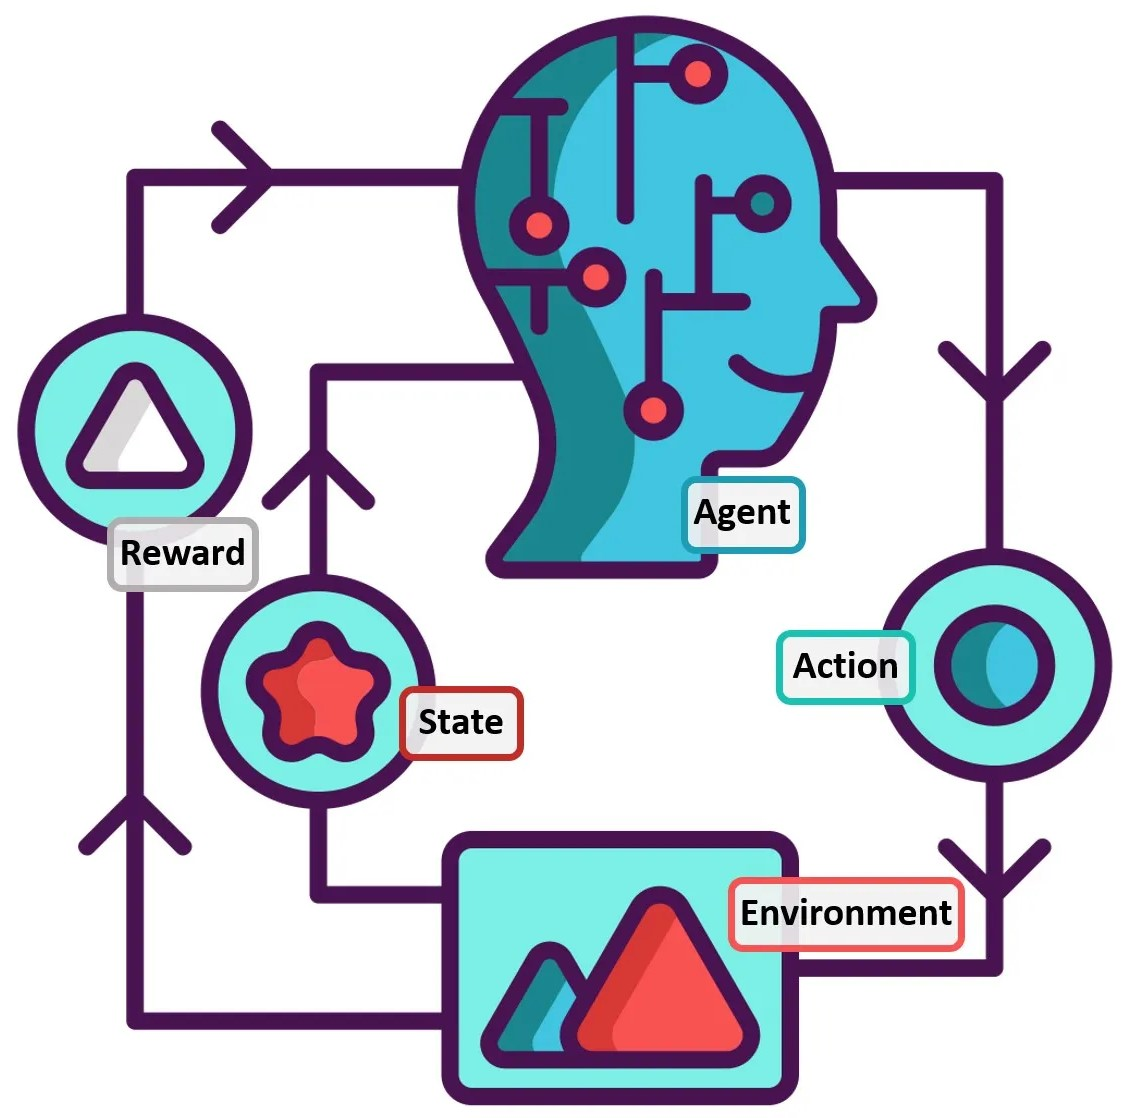 Agent
Reward
Action
State
Environment